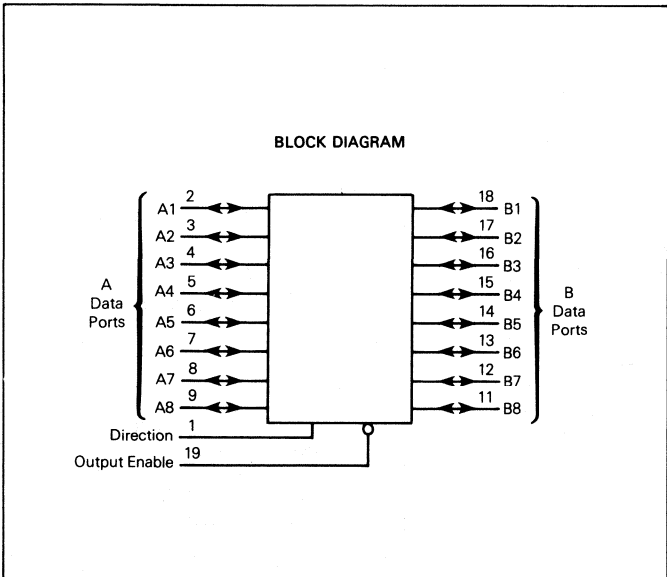 BLOCK DIAGRAM
A1 2 18 B1
A2 3 17 B2
A3 4 16 B3
A4 5 15 B4
A5 6 14 B5
A6 7 13 B6
A7 8 12 B7
A8 9 11 B8
A
Data
Ports
B
Data
Ports
Direction 1
Output Enable 19